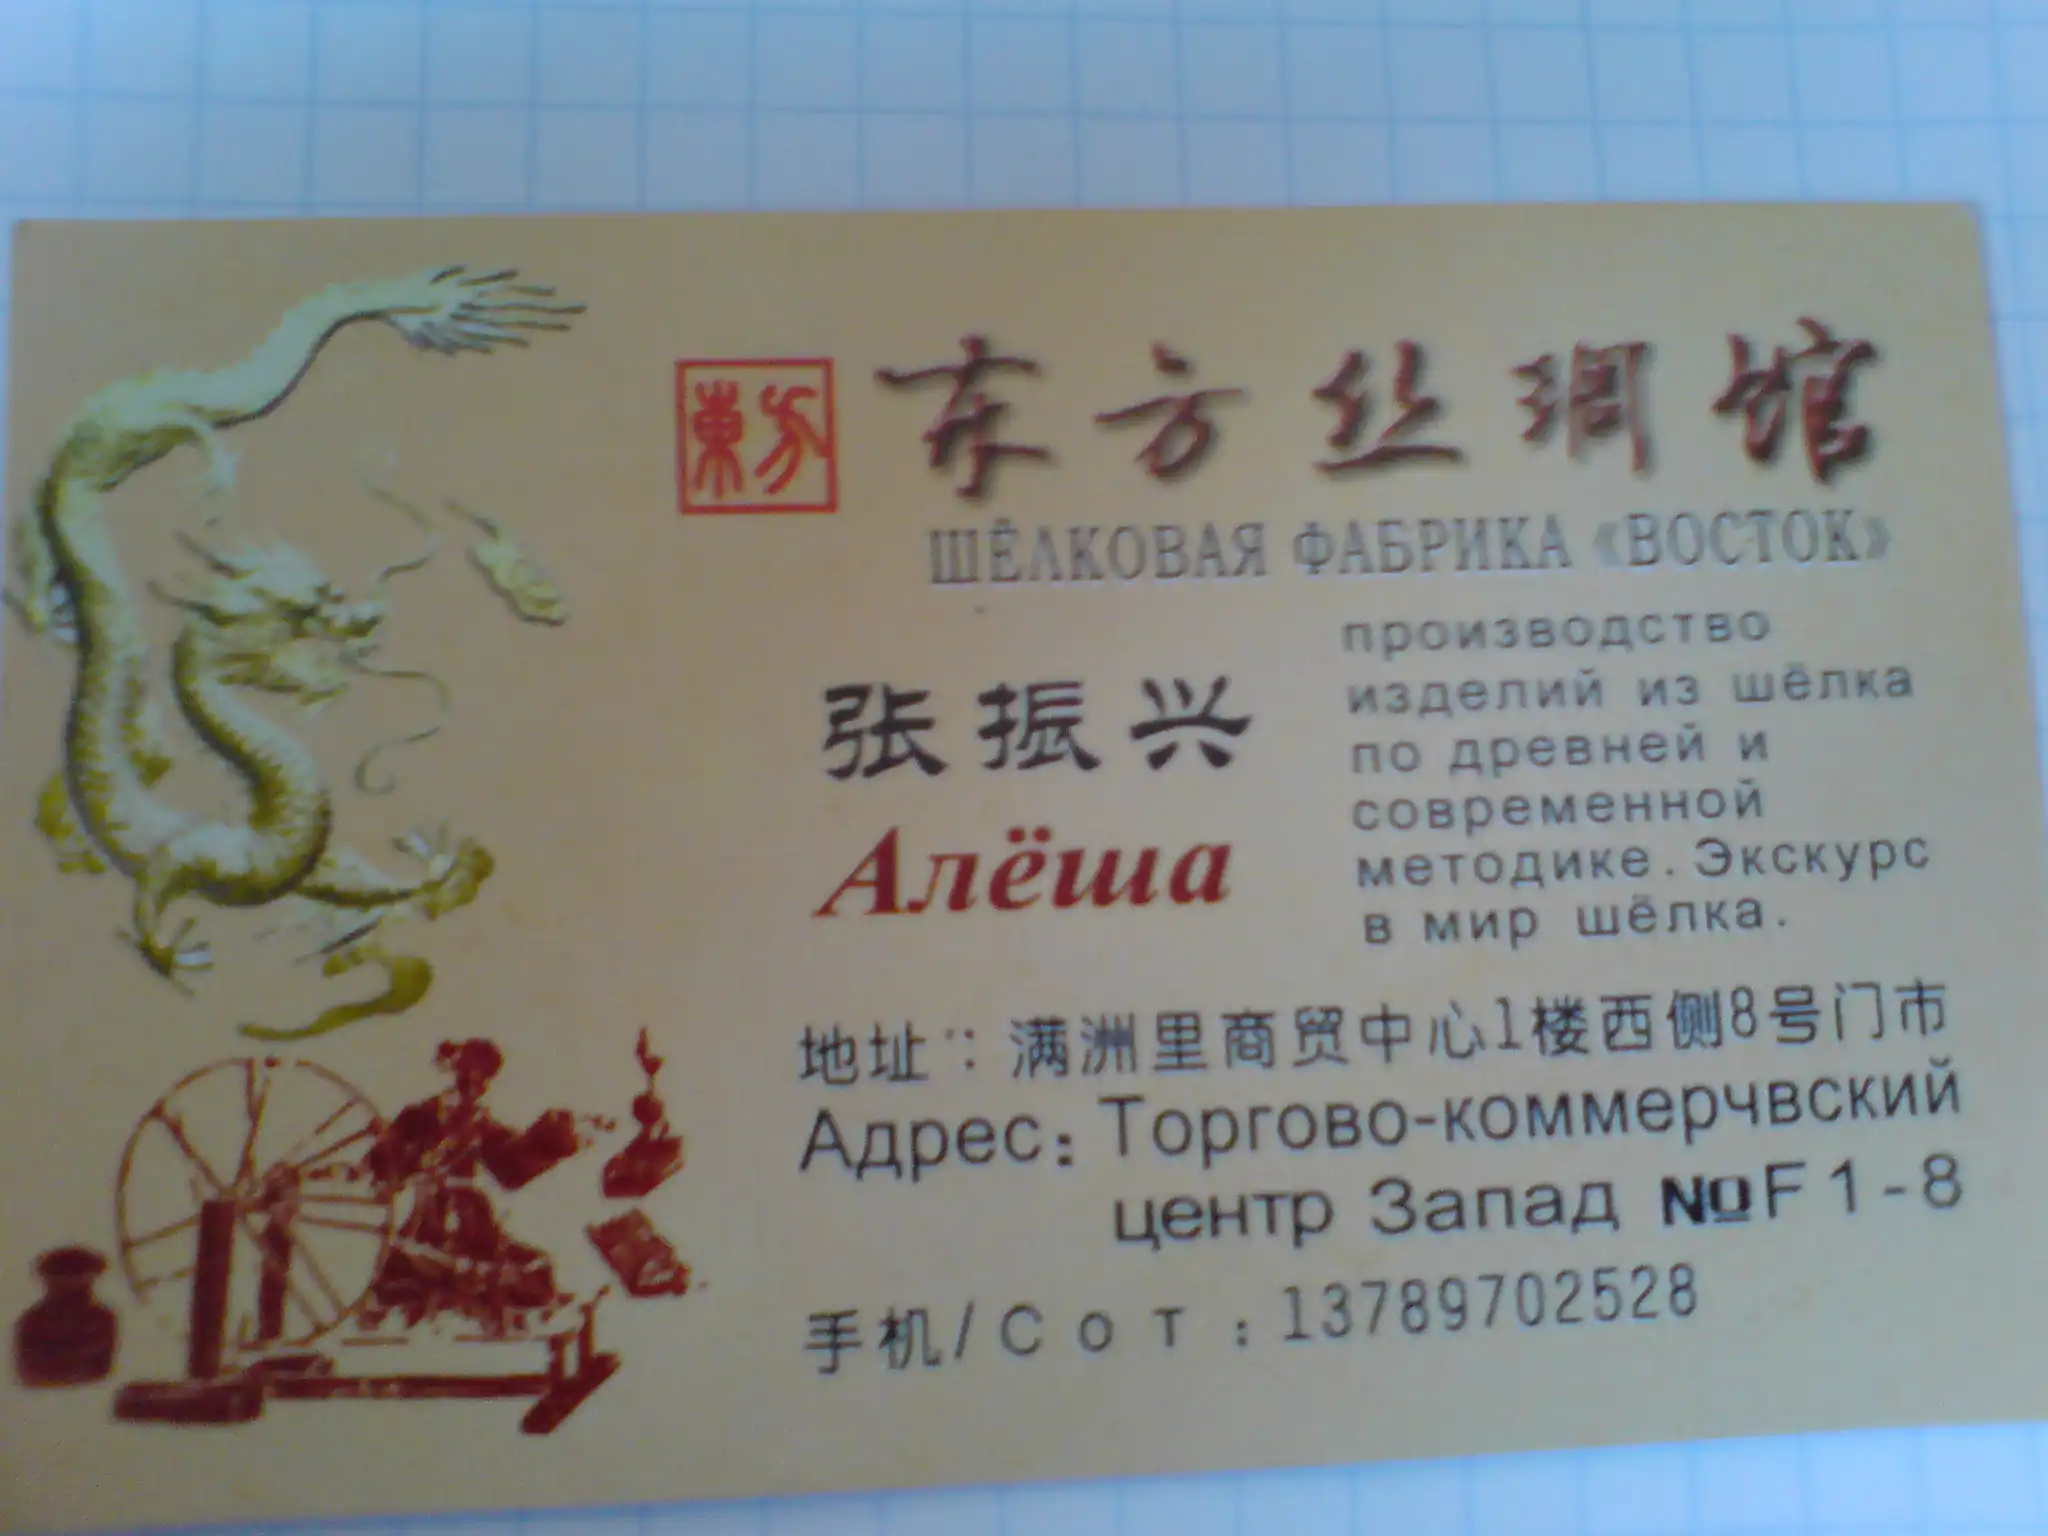 東方
东方丝绸馆
ШЁЛКОВАЯ ФАБРИКА «ВОСТОК»
张振兴
Алёша
производство
изделий из шёлка
по древней и
современной
методике. Экскурс
в мир шёлка.
地址：满洲里商贸中心1楼西侧8号门市
Адрес: Торгово-коммерчвский
центр Запад №F1-8
手机/Сот:13789702528